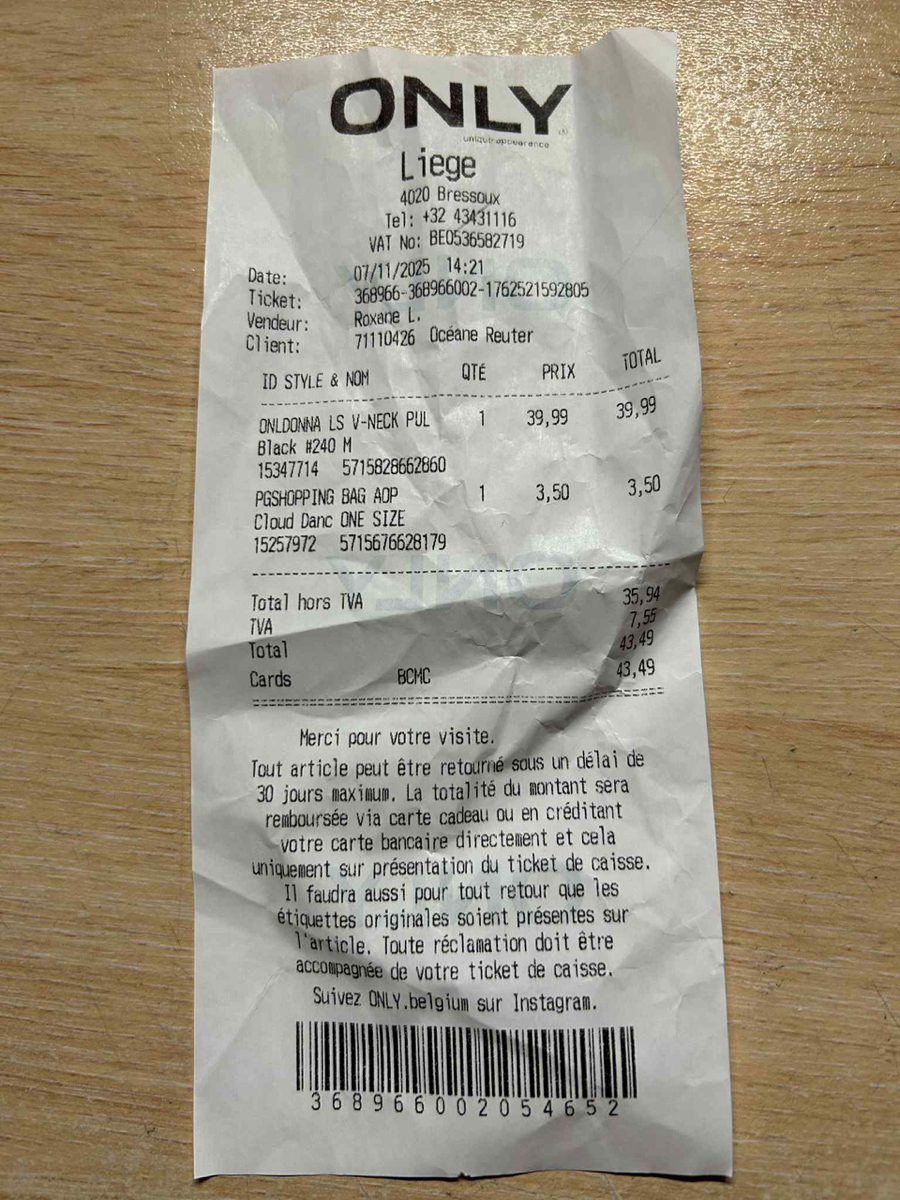 ONLY
unique appearence
Liege
4020 Bressoux
Tel: +32 43431116
VAT No: BE0536582719
Date: 07/11/2025 14:21
Ticket: 368966-368966002-1762521592805
Vendeur: Roxane L.
Client: 71110426 Océane Reuter
ID STYLE & NOM QTÉ PRIX TOTAL
ONLDONNA LS V-NECK PUL 1 39,99 39,99
Black #240 M
15347714 5715828662860
PGSHOPPING BAG AOP 1 3,50 3,50
Cloud Danc ONE SIZE
15257972 5715676628179
Total hors TVA 35,94
TVA 7,55
Total 43,49
Cards BCMC 43,49
Merci pour votre visite.
Tout article peut être retourné sous un délai de
30 jours maximum. La totalité du montant sera
remboursée via carte cadeau ou en créditant
votre carte bancaire directement et cela
uniquement sur présentation du ticket de caisse.
Il faudra aussi pour tout retour que les
étiquettes originales soient présentes sur
l'article. Toute réclamation doit être
accompagnée de votre ticket de caisse.
Suivez ONLY.belgium sur Instagram.
368966002054652